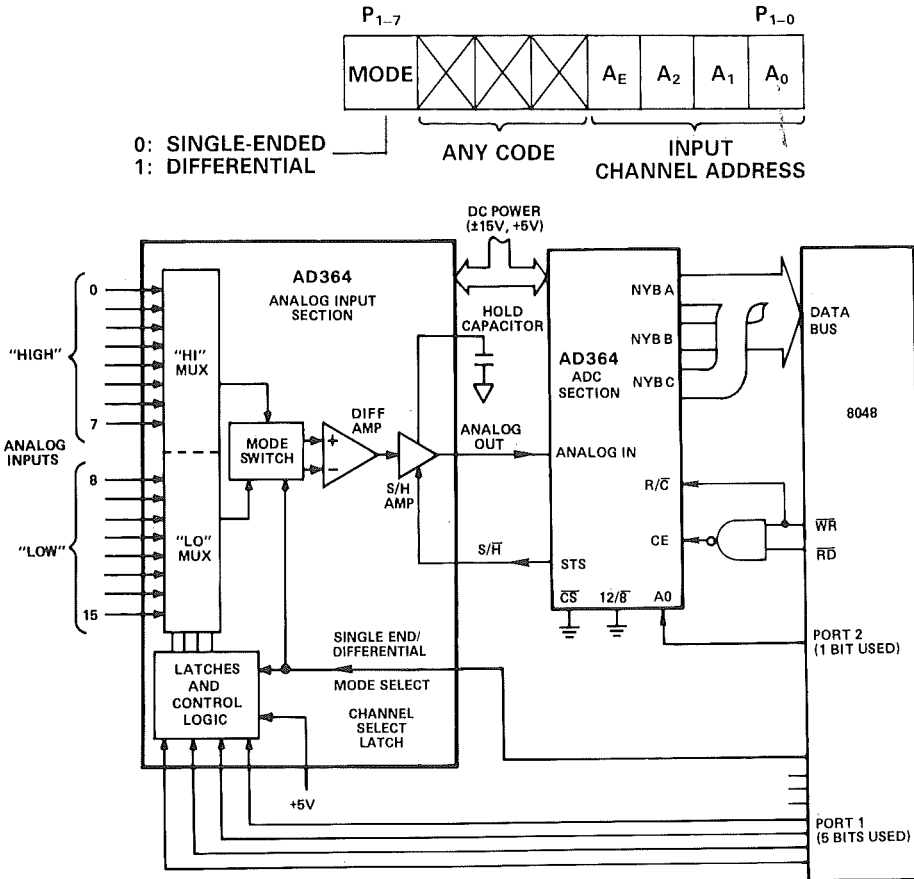 P1–7
P1–0
MODE
AE
A2
A1
A0
0: SINGLE-ENDED
1: DIFFERENTIAL
ANY CODE
INPUT
CHANNEL ADDRESS
DC POWER
(±15V, +5V)
AD364
ANALOG INPUT
SECTION
"HIGH"
0
7
"HI"
MUX
HOLD
CAPACITOR
NYB A
NYB B
NYB C
AD364
ADC
SECTION
DATA
BUS
8048
ANALOG
INPUTS
MODE
SWITCH
DIFF
AMP
+
−
S/H
AMP
ANALOG
OUT
ANALOG IN
R/C̅
W̅R̅
R̅D̅
CE
"LOW"
8
15
"LO"
MUX
S/H̅
STS
C̅S̅
12/8̅
A0
PORT 2
(1 BIT USED)
SINGLE END/
DIFFERENTIAL
MODE SELECT
LATCHES
AND
CONTROL
LOGIC
CHANNEL
SELECT
LATCH
+5V
PORT 1
(5 BITS USED)